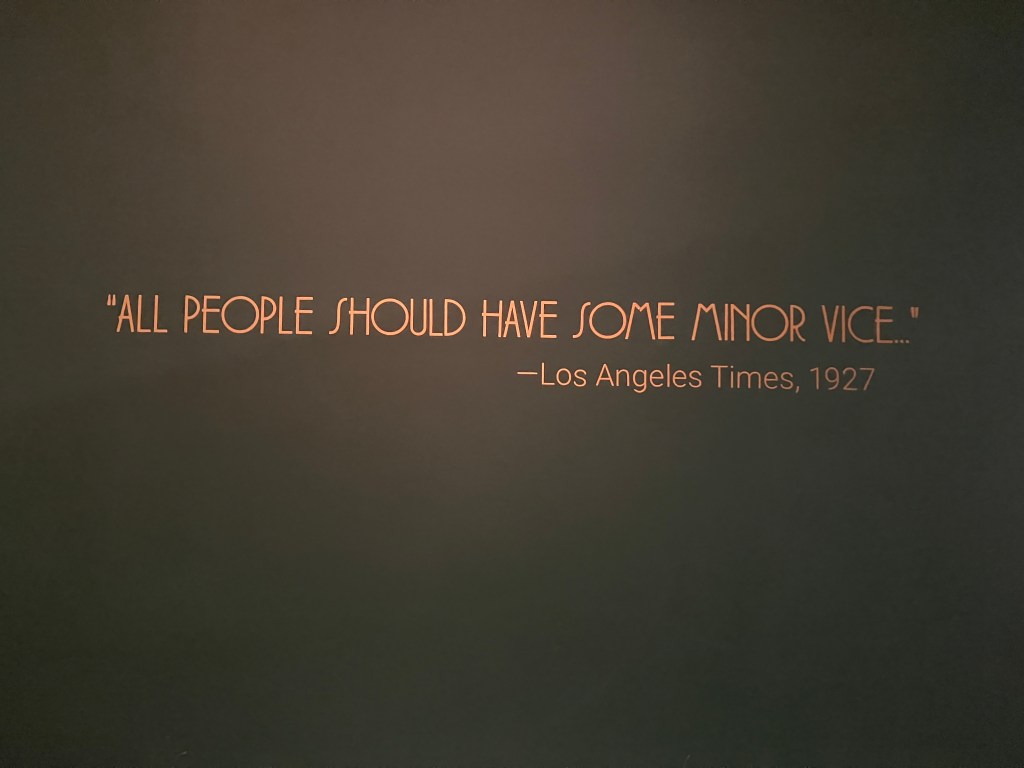 "ALL PEOPLE SHOULD HAVE SOME MINOR VICE..."
—Los Angeles Times, 1927